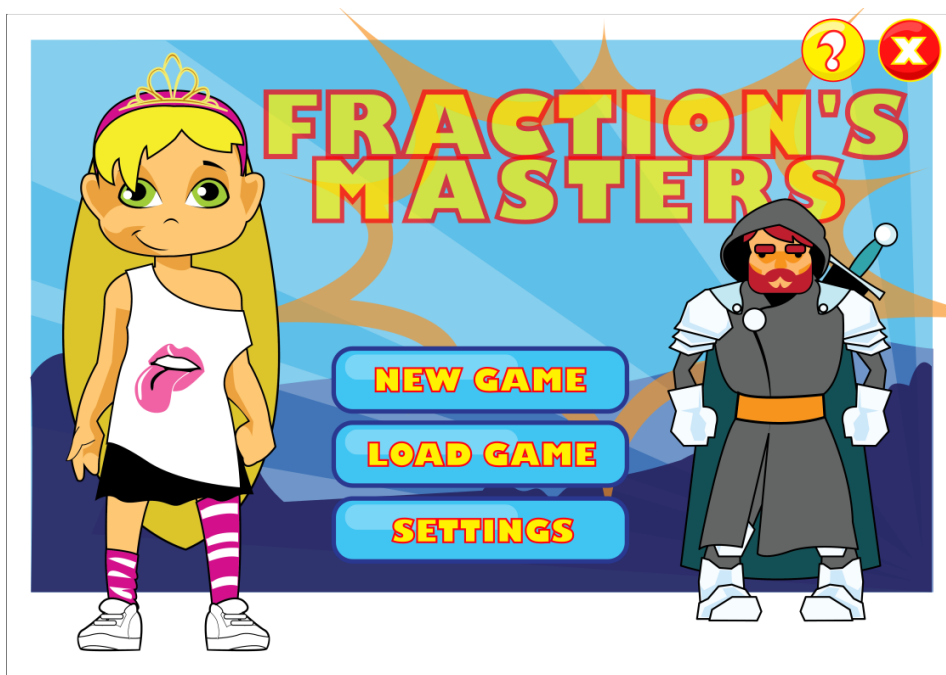 ?
X
FRACTION'S
MASTERS
NEW GAME
LOAD GAME
SETTINGS